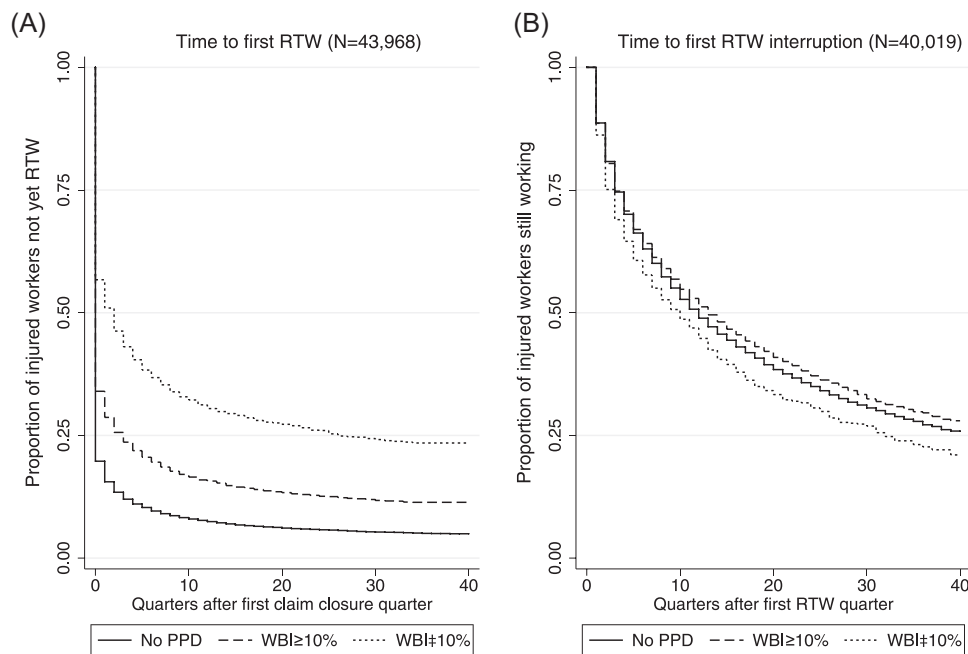 (A)
Time to first RTW (N=43,968)
Proportion of injured workers not yet RTW
1.00
0.75
0.50
0.25
0.00
0 10 20 30 40
Quarters after first claim closure quarter
No PPD WBI≥10% WBI‡10%
(B)
Time to first RTW interruption (N=40,019)
Proportion of injured workers still working
1.00
0.75
0.50
0.25
0.00
0 10 20 30 40
Quarters after first RTW quarter
No PPD WBI≥10% WBI‡10%